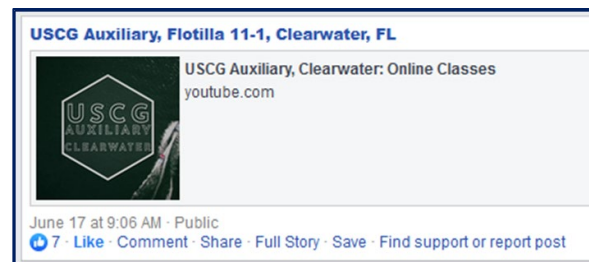 USCG Auxiliary, Flotilla 11-1, Clearwater, FL
USCG
AUXILIARY
CLEARWATER
USCG Auxiliary, Clearwater: Online Classes
youtube.com
June 17 at 9:06 AM · Public
7 · Like · Comment · Share · Full Story · Save · Find support or report post